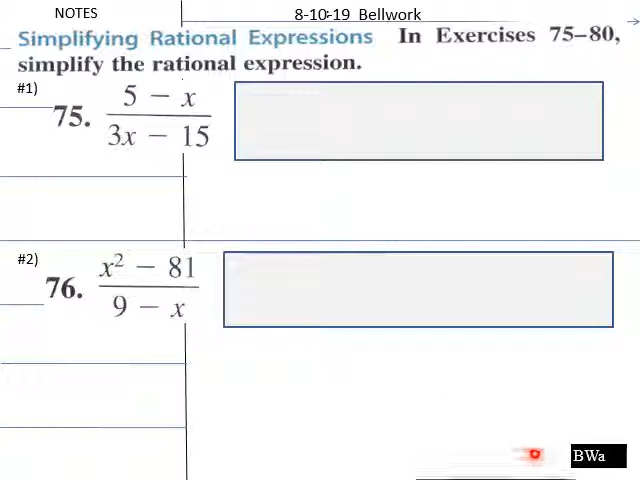 NOTES
8-10-19 Bellwork
Simplifying Rational Expressions In Exercises 75–80,
simplify the rational expression.
#1)
75. (5 − x)/(3x − 15)
#2)
76. (x² − 81)/(9 − x)
BWa